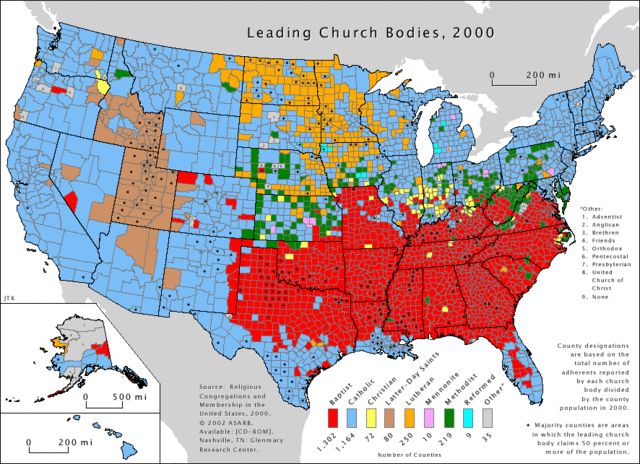 Leading Church Bodies, 2000
0 200 mi
*Other:
1. Adventist
2. Anglican
3. Brethren
4. Friends
5. Orthodox
6. Pentecostal
7. Presbyterian
8. United
Church of
Christ
9. None
JTK
0 500 mi
0 200 mi
Source: Religious
Congregations and
Membership in the
United States, 2000.
© 2002 ASARB.
Available: [CD-ROM].
Nashville, TN: Glenmary
Research Center.
Baptist
Catholic
Christian
Latter-Day Saints
Lutheran
Mennonite
Methodist
Reformed
Other*
1,302
1,164
72
80
250
10
219
9
35
Number of Counties
County designations
are based on the
total number of
adherents reported
by each church
body divided
by the county
population in 2000.
Majority counties are areas
in which the leading church
body claims 50 percent or
more of the population.